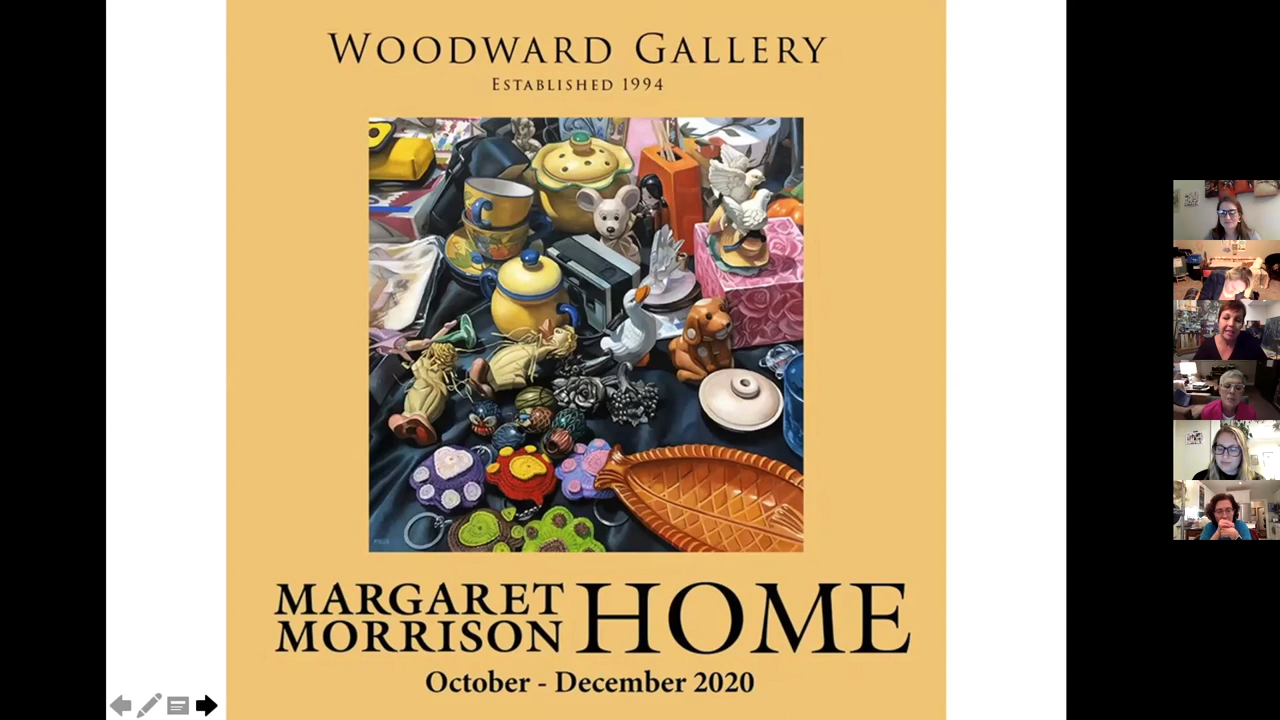 WOODWARD GALLERY
ESTABLISHED 1994
MARGARET
MORRISON
HOME
October - December 2020